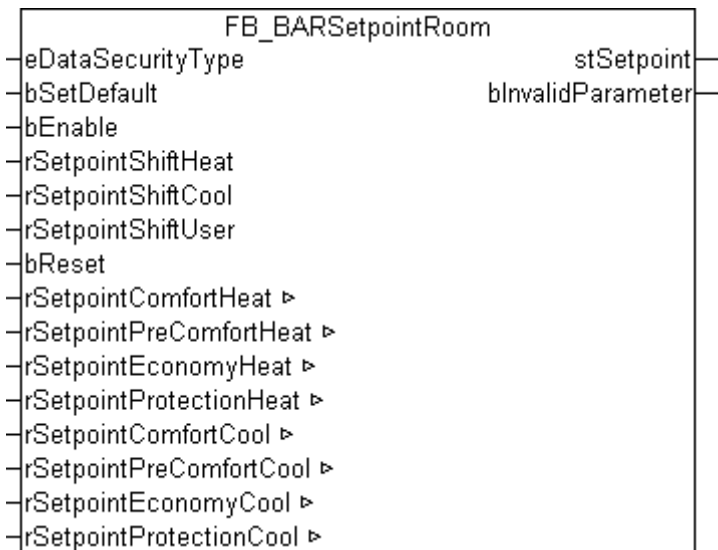 FB_BARSetpointRoom
eDataSecurityType stSetpoint
bSetDefault bInvalidParameter
bEnable
rSetpointShiftHeat
rSetpointShiftCool
rSetpointShiftUser
bReset
rSetpointComfortHeat ▹
rSetpointPreComfortHeat ▹
rSetpointEconomyHeat ▹
rSetpointProtectionHeat ▹
rSetpointComfortCool ▹
rSetpointPreComfortCool ▹
rSetpointEconomyCool ▹
rSetpointProtectionCool ▹